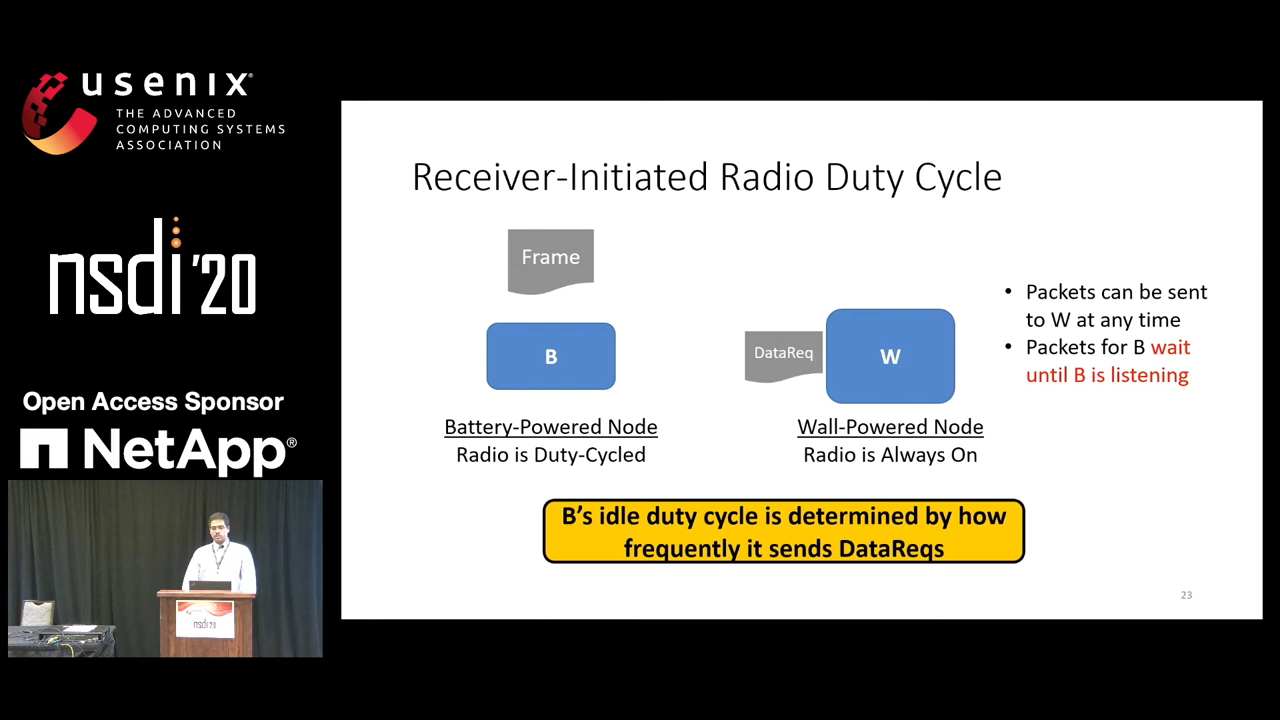 usenix®
THE ADVANCED
COMPUTING SYSTEMS
ASSOCIATION
nsdi '20
Open Access Sponsor
NetApp®
nsdi '20
Receiver-Initiated Radio Duty Cycle
Frame
B
DataReq
W
Battery-Powered Node
Radio is Duty-Cycled
Wall-Powered Node
Radio is Always On
• Packets can be sent
to W at any time
• Packets for B wait
until B is listening
B's idle duty cycle is determined by how
frequently it sends DataReqs
23